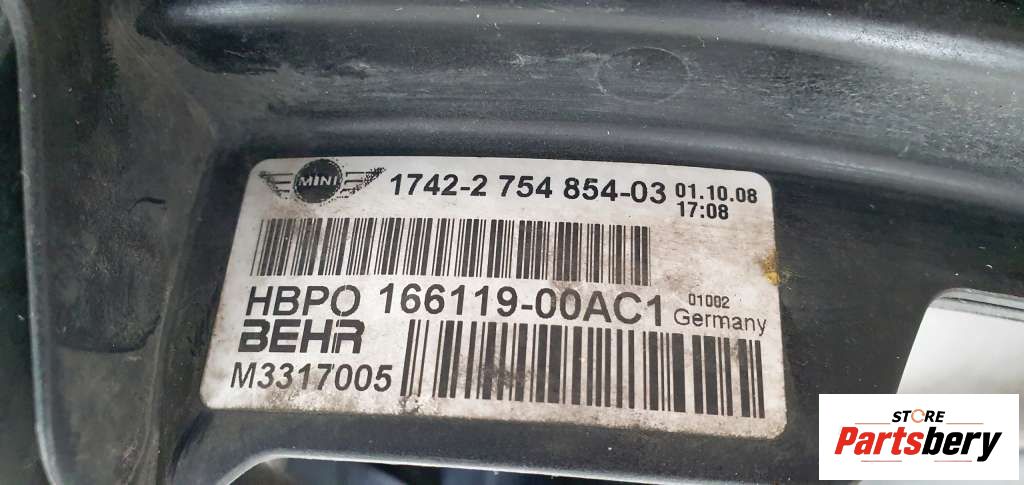 MINI
1742-2 754 854-03 01.10.08
17:08
HBPO 166119-00AC1 01002
BEHR Germany
M3317005
STORE
Partsbery